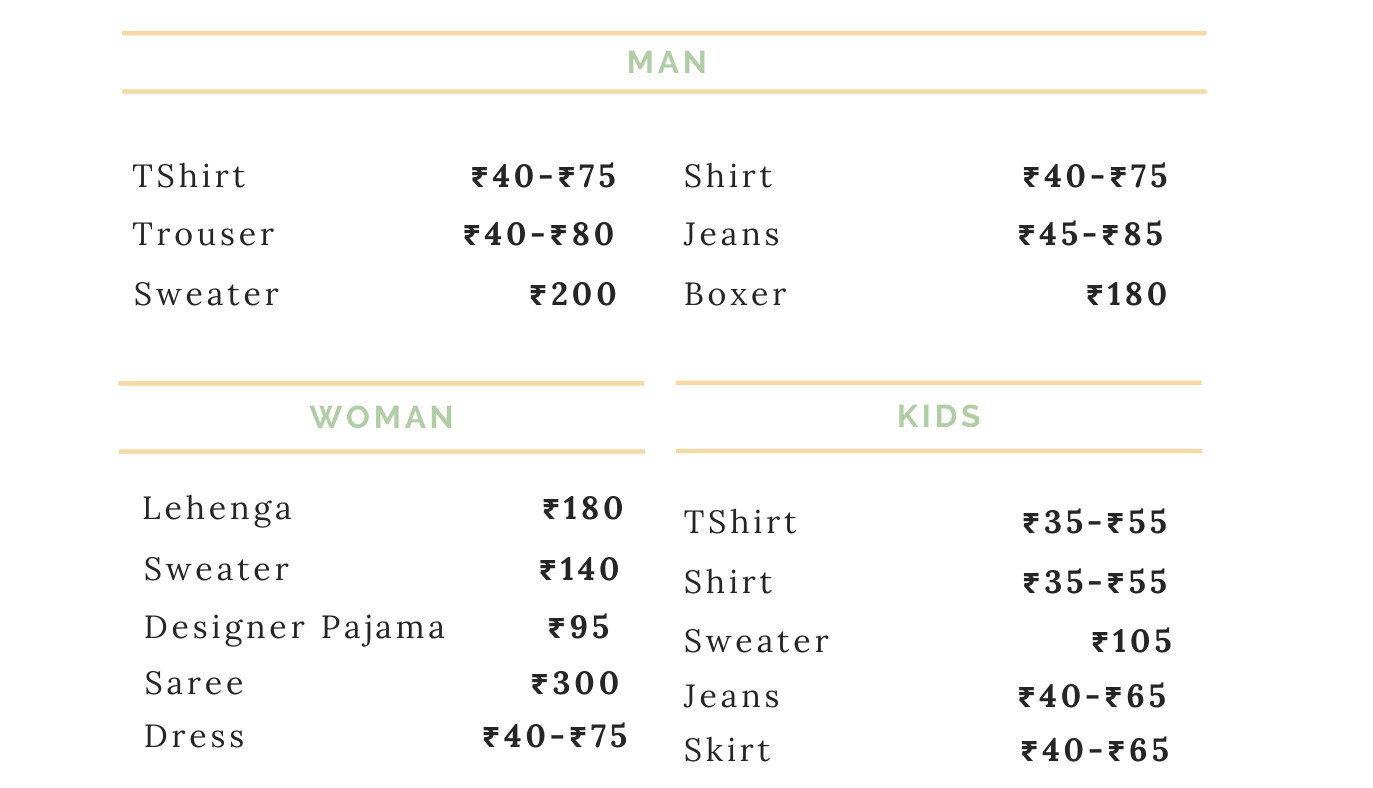 MAN
TShirt ₹40-₹75 Shirt ₹40-₹75
Trouser ₹40-₹80 Jeans ₹45-₹85
Sweater ₹200 Boxer ₹180
WOMAN
Lehenga ₹180
Sweater ₹140
Designer Pajama ₹95
Saree ₹300
Dress ₹40-₹75
KIDS
TShirt ₹35-₹55
Shirt ₹35-₹55
Sweater ₹105
Jeans ₹40-₹65
Skirt ₹40-₹65